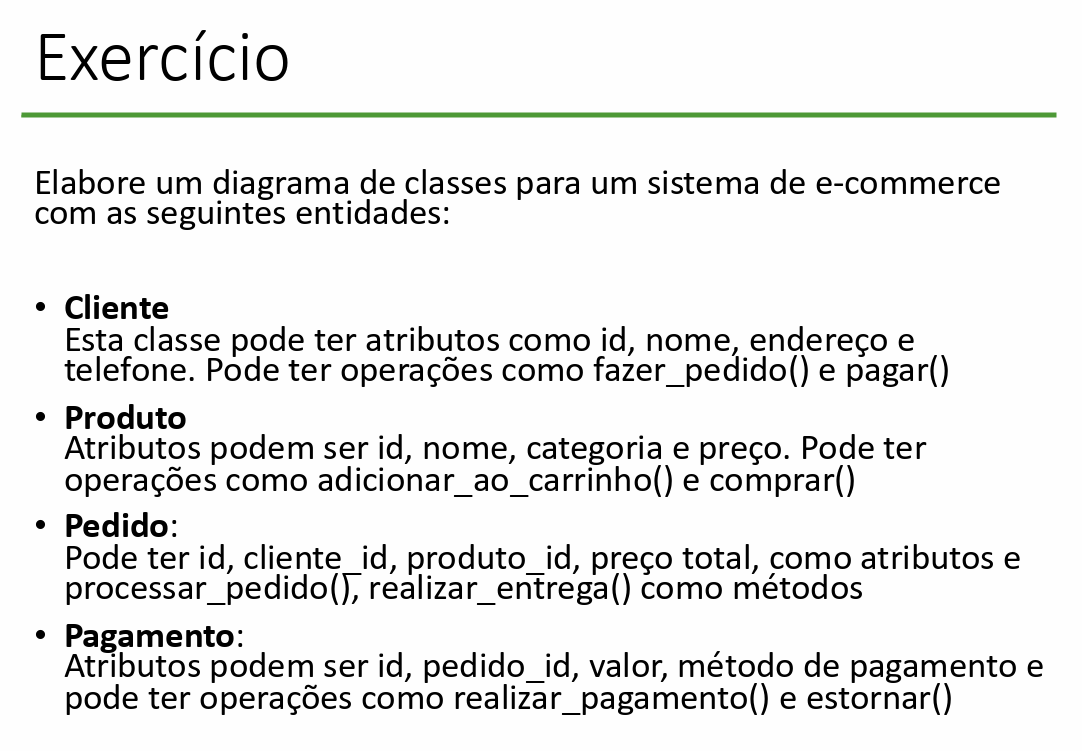 Exercício
Elabore um diagrama de classes para um sistema de e-commerce
com as seguintes entidades:
• Cliente
Esta classe pode ter atributos como id, nome, endereço e
telefone. Pode ter operações como fazer_pedido() e pagar()
• Produto
Atributos podem ser id, nome, categoria e preço. Pode ter
operações como adicionar_ao_carrinho() e comprar()
• Pedido:
Pode ter id, cliente_id, produto_id, preço total, como atributos e
processar_pedido(), realizar_entrega() como métodos
• Pagamento:
Atributos podem ser id, pedido_id, valor, método de pagamento e
pode ter operações como realizar_pagamento() e estornar()